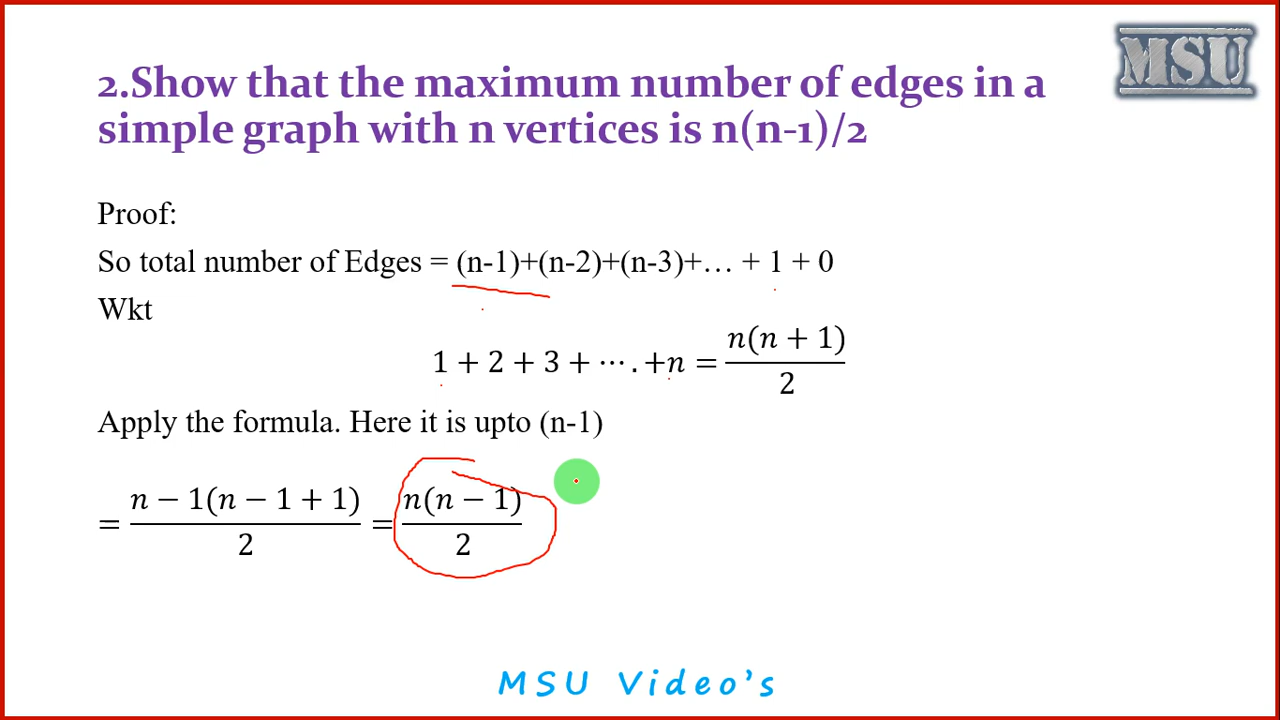 MSU
2.Show that the maximum number of edges in a
simple graph with n vertices is n(n-1)/2
Proof:
So total number of Edges = (n-1)+(n-2)+(n-3)+… + 1 + 0
Wkt
1 + 2 + 3 + ⋯ . +n = n(n + 1) / 2
Apply the formula. Here it is upto (n-1)
= n − 1(n − 1 + 1) / 2 = n(n − 1) / 2
MSU Video's